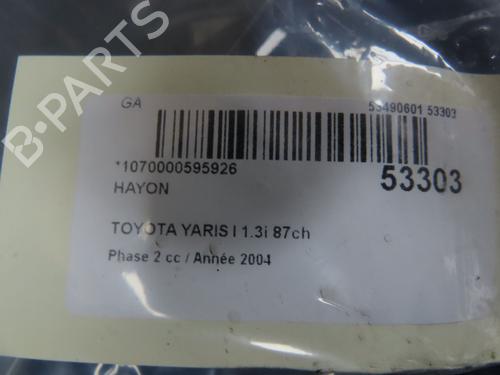 GA
53490601 53303
*1070000595926
HAYON
53303
TOYOTA YARIS I 1.3i 87ch
Phase 2 cc / Année 2004
B-PARTS